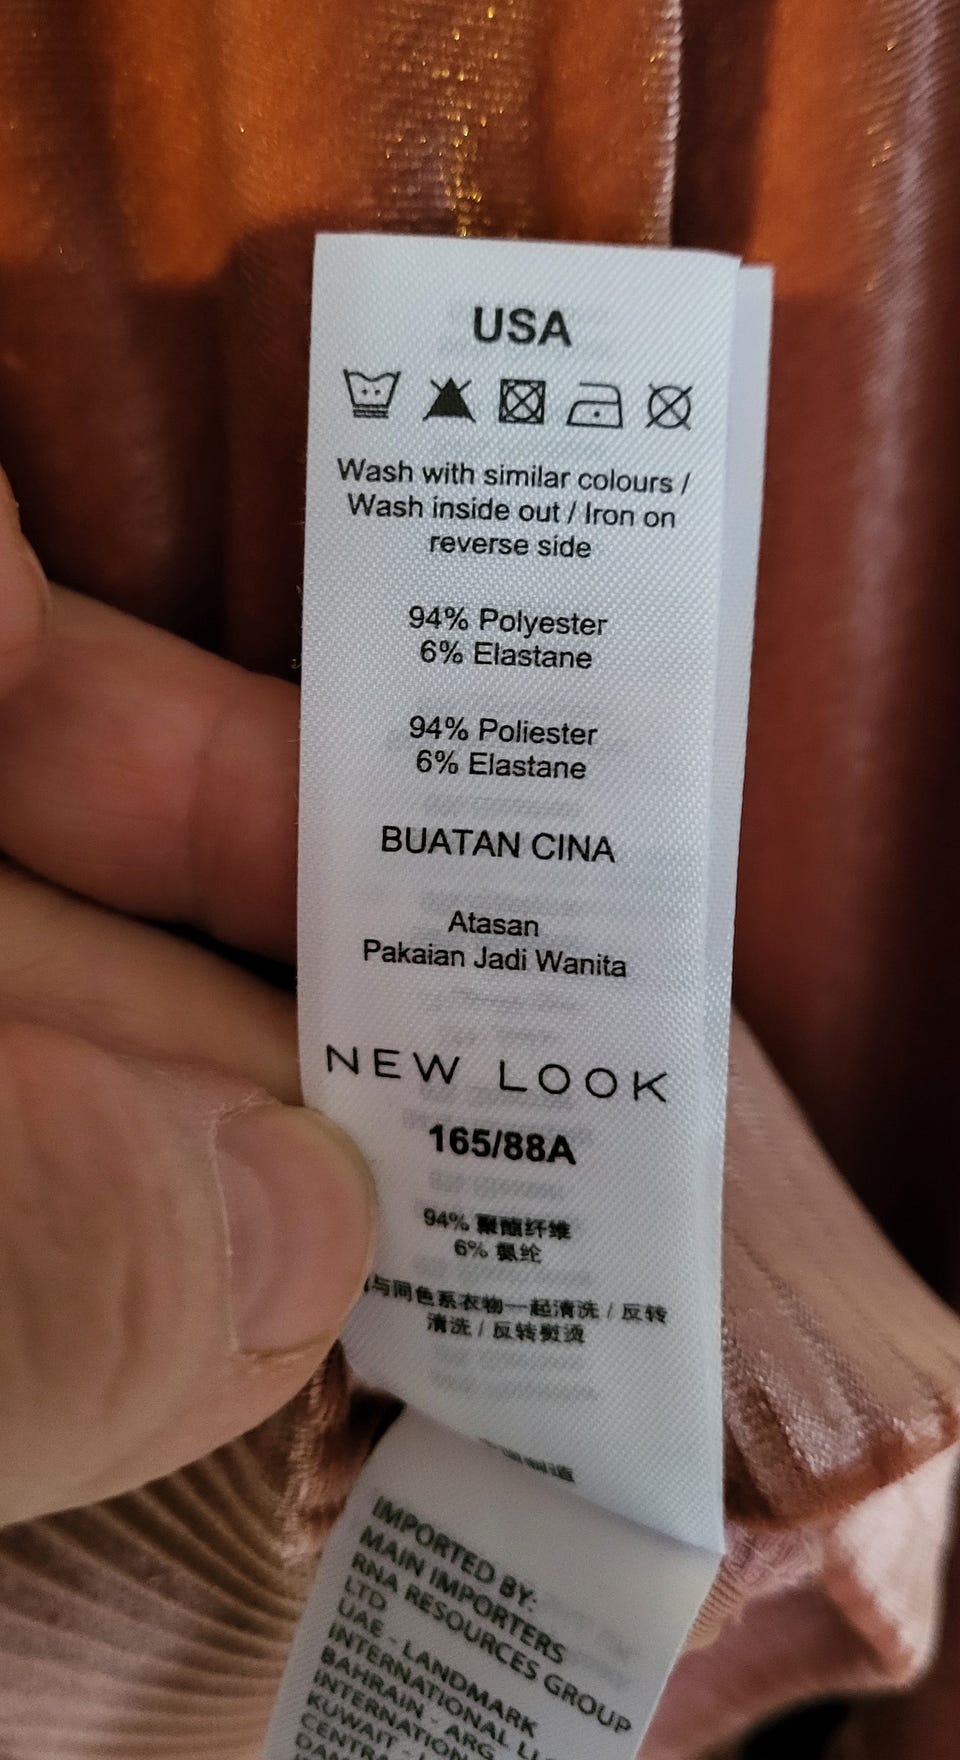 USA
Wash with similar colours /
Wash inside out / Iron on
reverse side
94% Polyester
6% Elastane
94% Poliester
6% Elastane
BUATAN CINA
Atasan
Pakaian Jadi Wanita
NEW LOOK
165/88A
94% 聚酯纤维
6% 氨纶
与同色系衣物一起清洗 / 反转
清洗 / 反转熨烫
IMPORTED BY:
MAIN IMPORTERS
RNA RESOURCES GROUP
LTD
UAE - LANDMARK
INTERNATIONAL
BAHRAIN - ARG
KUWAIT -